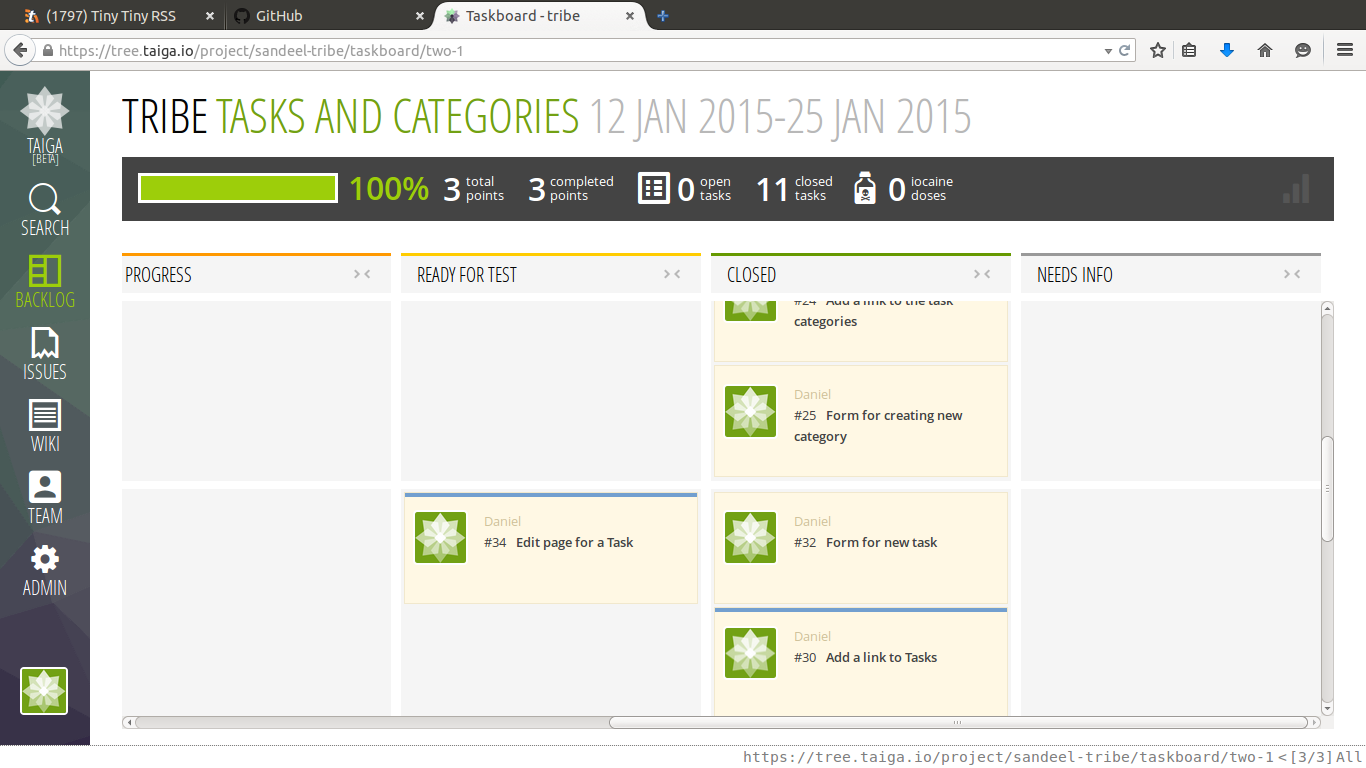 (1797) Tiny Tiny RSS
GitHub
Taskboard - tribe
https://tree.taiga.io/project/sandeel-tribe/taskboard/two-1
TAIGA
[BETA]
SEARCH
BACKLOG
ISSUES
WIKI
TEAM
ADMIN
TRIBE TASKS AND CATEGORIES 12 JAN 2015-25 JAN 2015
100%
3 total points
3 completed points
0 open tasks
11 closed tasks
0 iocaine doses
PROGRESS
READY FOR TEST
CLOSED
NEEDS INFO
#24 Add a link to the task
categories
Daniel
#25 Form for creating new
category
Daniel
#34 Edit page for a Task
Daniel
#32 Form for new task
Daniel
#30 Add a link to Tasks
https://tree.taiga.io/project/sandeel-tribe/taskboard/two-1 < [3/3] All